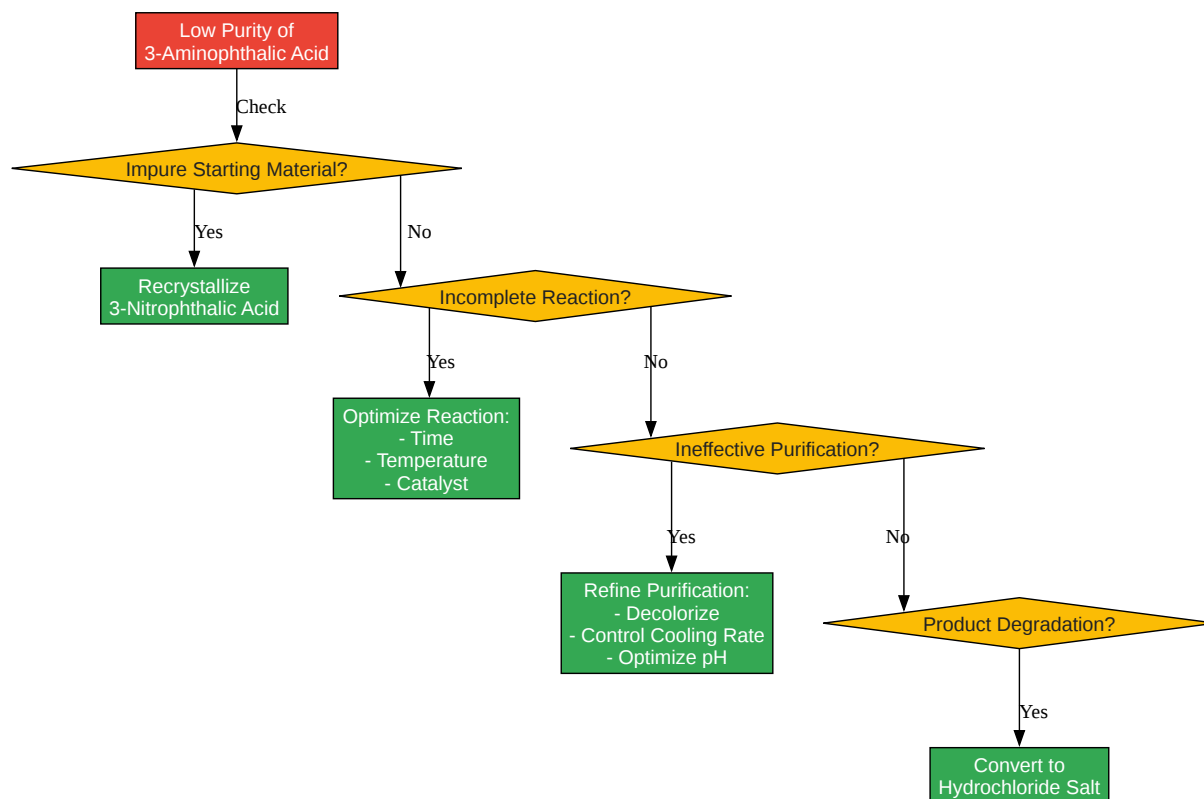 Low Purity of
3-Aminophthalic Acid
Check
Impure Starting Material?
Yes
No
Recrystallize
3-Nitrophthalic Acid
Incomplete Reaction?
Yes
No
Optimize Reaction:
- Time
- Temperature
- Catalyst
Ineffective Purification?
Yes
No
Refine Purification:
- Decolorize
- Control Cooling Rate
- Optimize pH
Product Degradation?
Yes
Convert to
Hydrochloride Salt